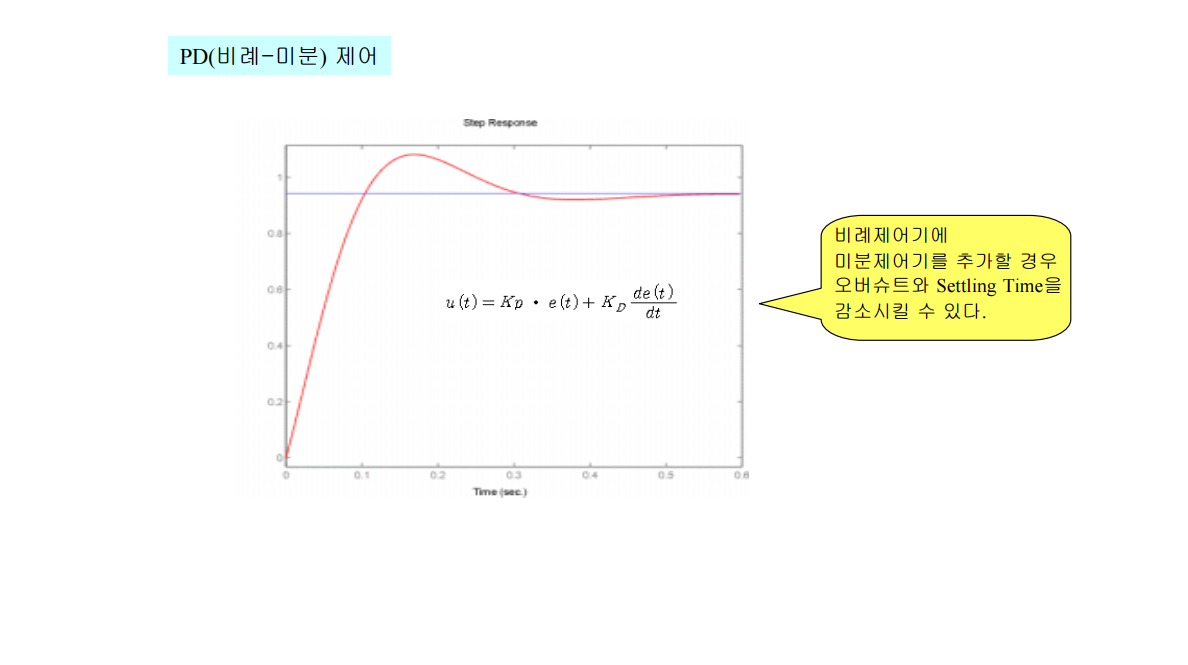 PD(비례-미분) 제어
Step Response
1
0.8
0.6
0.4
0.2
0
0 0.1 0.2 0.3 0.4 0.5 0.6
Time (sec.)
u(t) = Kp • e(t) + K_D de(t)/dt
비례제어기에
미분제어기를 추가할 경우
오버슈트와 Settling Time을
감소시킬 수 있다.